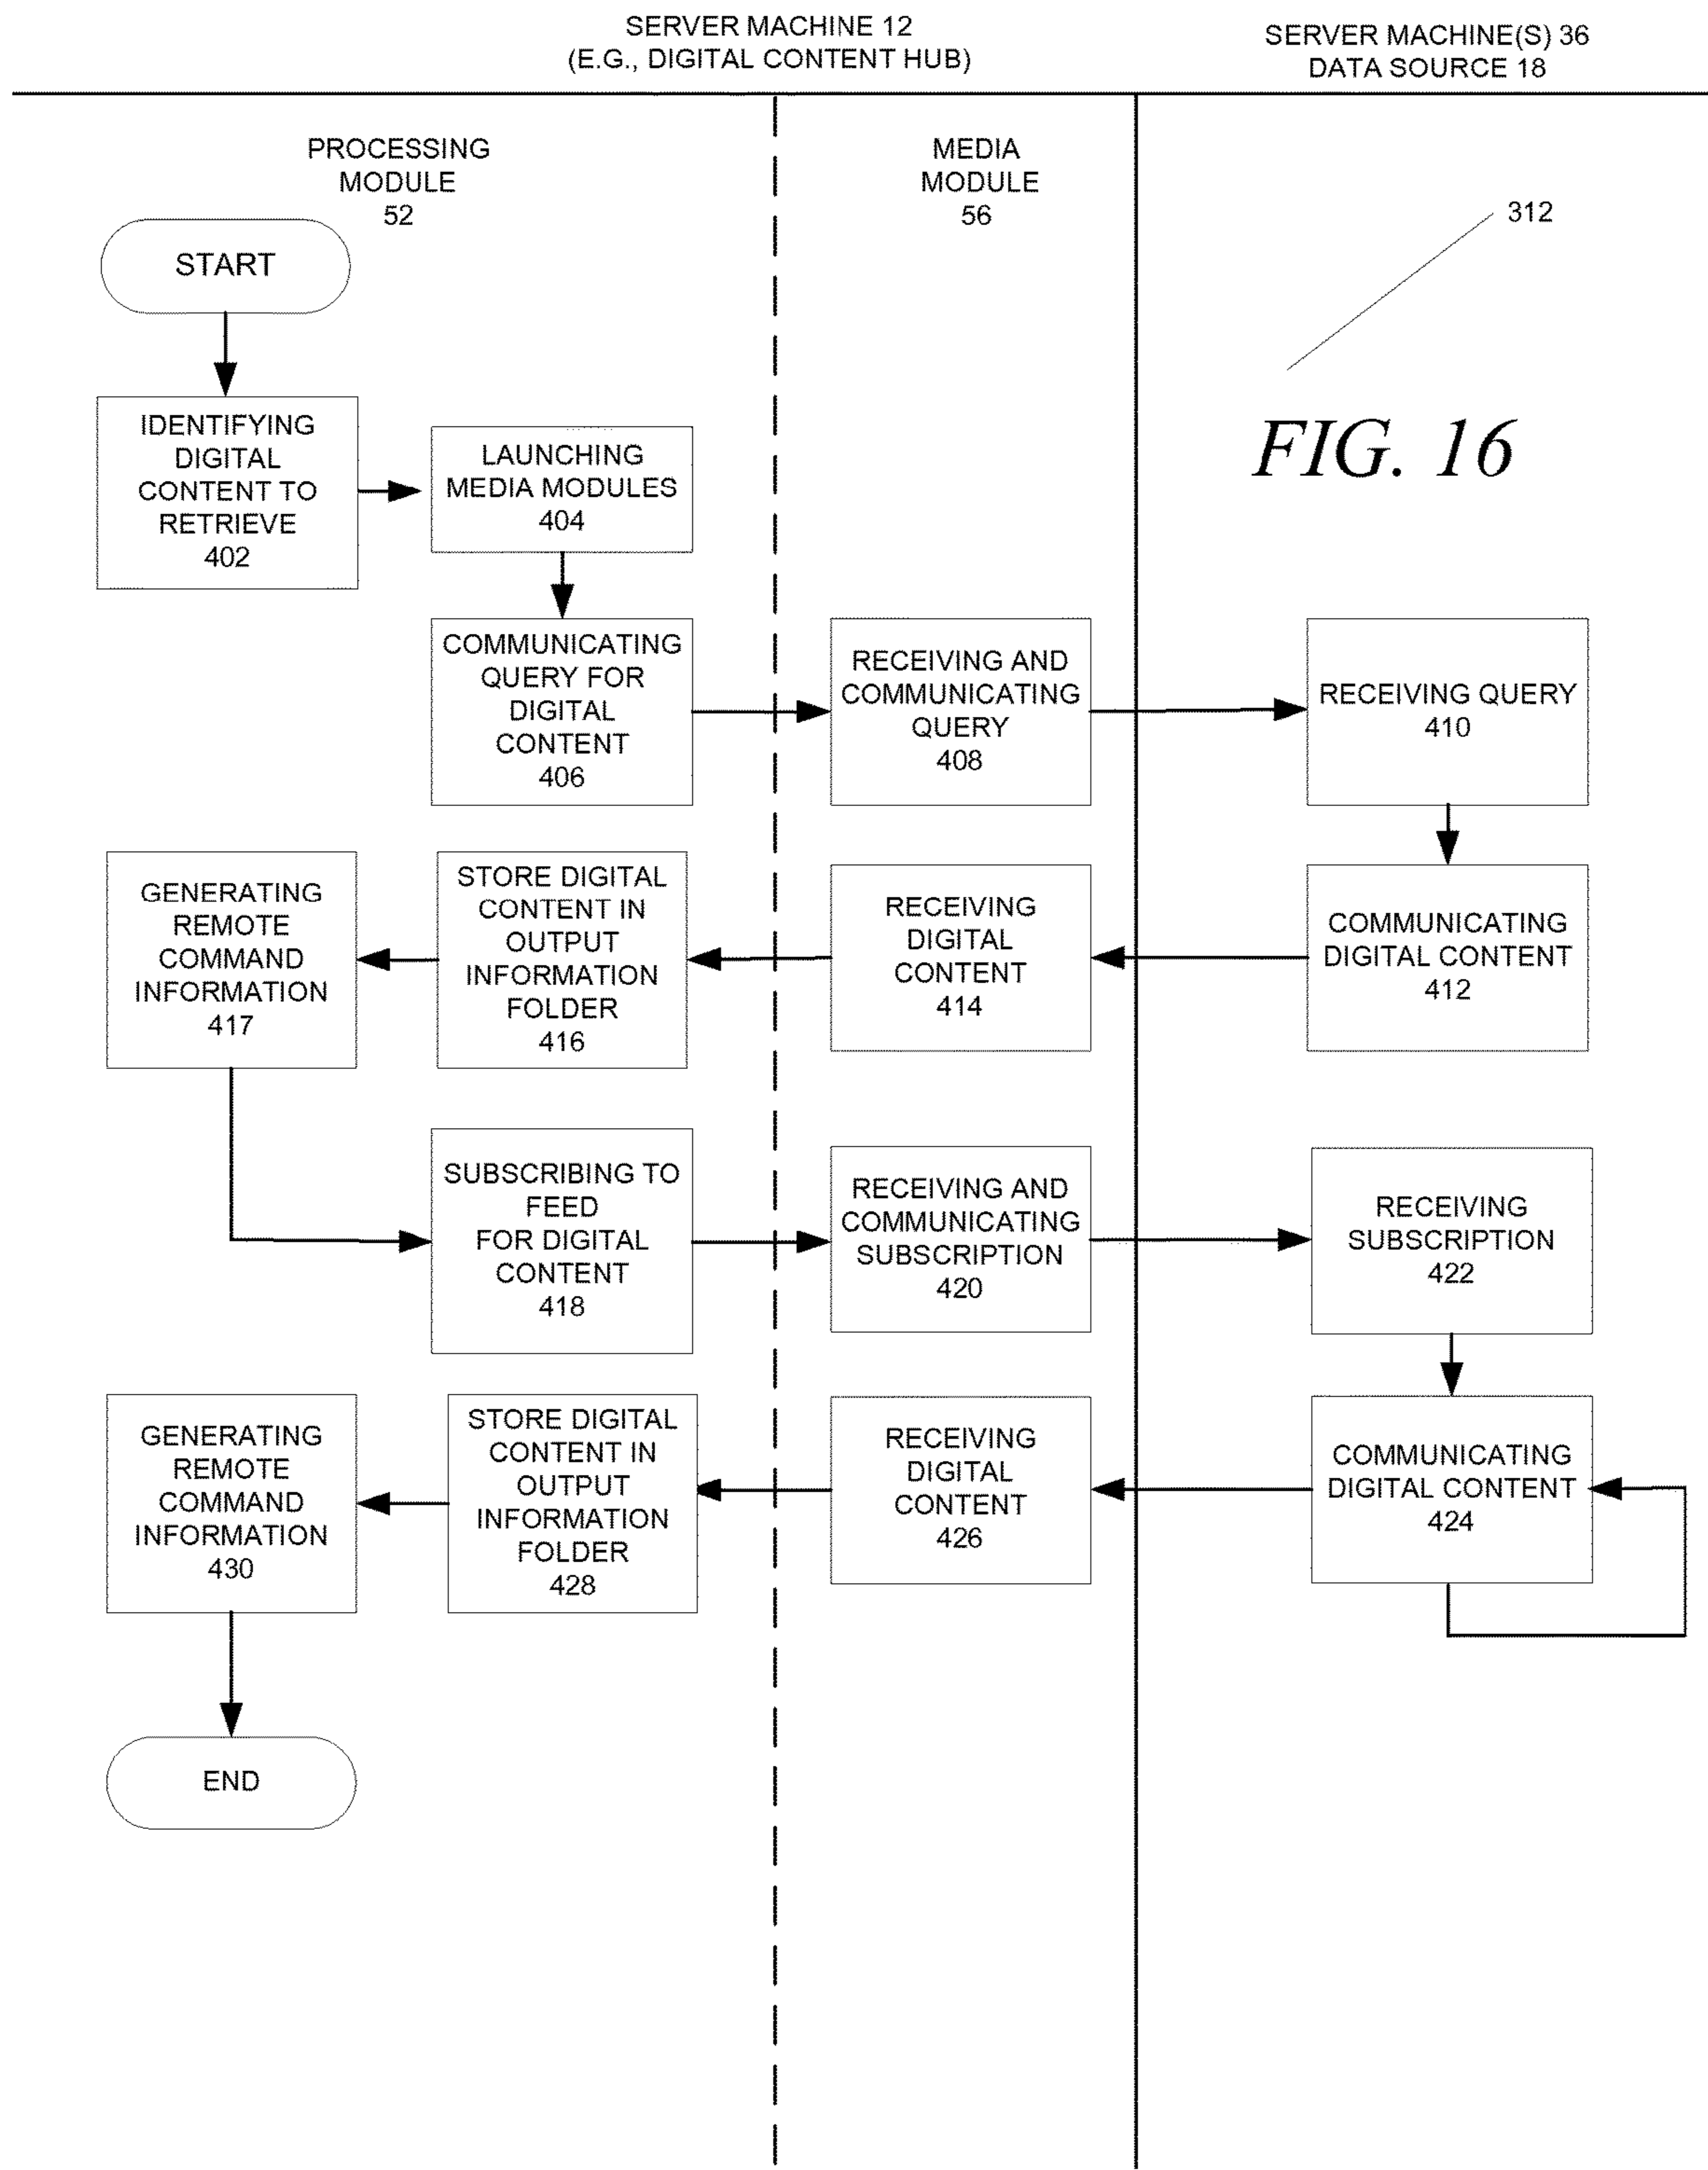 SERVER MACHINE 12
(E.G., DIGITAL CONTENT HUB)
SERVER MACHINE(S) 36
DATA SOURCE 18
PROCESSING
MODULE
52
MEDIA
MODULE
56
312
START
FIG. 16
IDENTIFYING
DIGITAL
CONTENT TO
RETRIEVE
402
LAUNCHING
MEDIA MODULES
404
COMMUNICATING
QUERY FOR
DIGITAL
CONTENT
406
RECEIVING AND
COMMUNICATING
QUERY
408
RECEIVING QUERY
410
COMMUNICATING
DIGITAL CONTENT
412
RECEIVING
DIGITAL
CONTENT
414
STORE DIGITAL
CONTENT IN
OUTPUT
INFORMATION
FOLDER
416
GENERATING
REMOTE
COMMAND
INFORMATION
417
SUBSCRIBING TO
FEED
FOR DIGITAL
CONTENT
418
RECEIVING AND
COMMUNICATING
SUBSCRIPTION
420
RECEIVING
SUBSCRIPTION
422
COMMUNICATING
DIGITAL CONTENT
424
RECEIVING
DIGITAL
CONTENT
426
STORE DIGITAL
CONTENT IN
OUTPUT
INFORMATION
FOLDER
428
GENERATING
REMOTE
COMMAND
INFORMATION
430
END